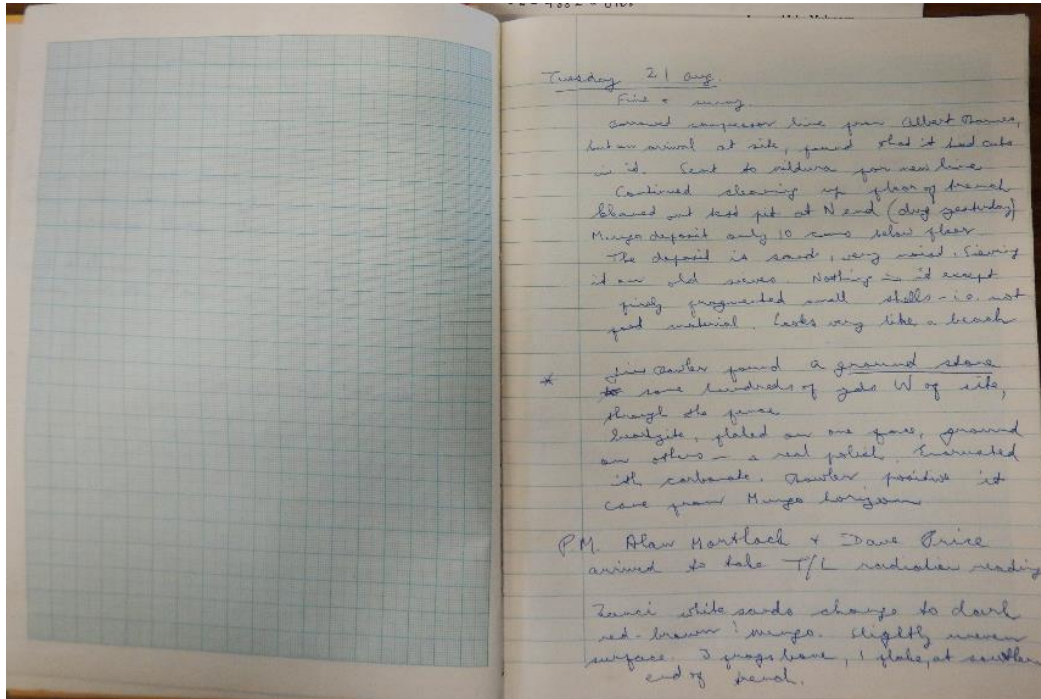 Tuesday 21 Aug.
Fine & sunny.
compressor line from Albert Barnes,
but on arrival at site, found that it had cuts
in it. Sent to Mildura for new line
Continued cleaning up floor of trench
Cleaned out test pit at N end (dug yesterday)
Mungo deposit only 10 cms below floor.
The deposit is sand, very moist. Sieving
it on old sieves. Nothing in it except
finely fragmented small shells - i.e. not
food material. Looks very like a beach
* Jim Bowler found a ground stone
some hundreds of yds W of site,
through the fence
Quartzite, flaked on one face, ground
on others - a real polish. Encrusted
ith carbonate. Bowler positive it
came from Mungo horizon
P.M. Alan Mortlock & Dave Price
arrived to take T/L radiation reading
Zanci white sands change to dark
red-brown Mungo. Slightly uneven
surface. 3 frags bone, 1 flake, at southern
end of trench.